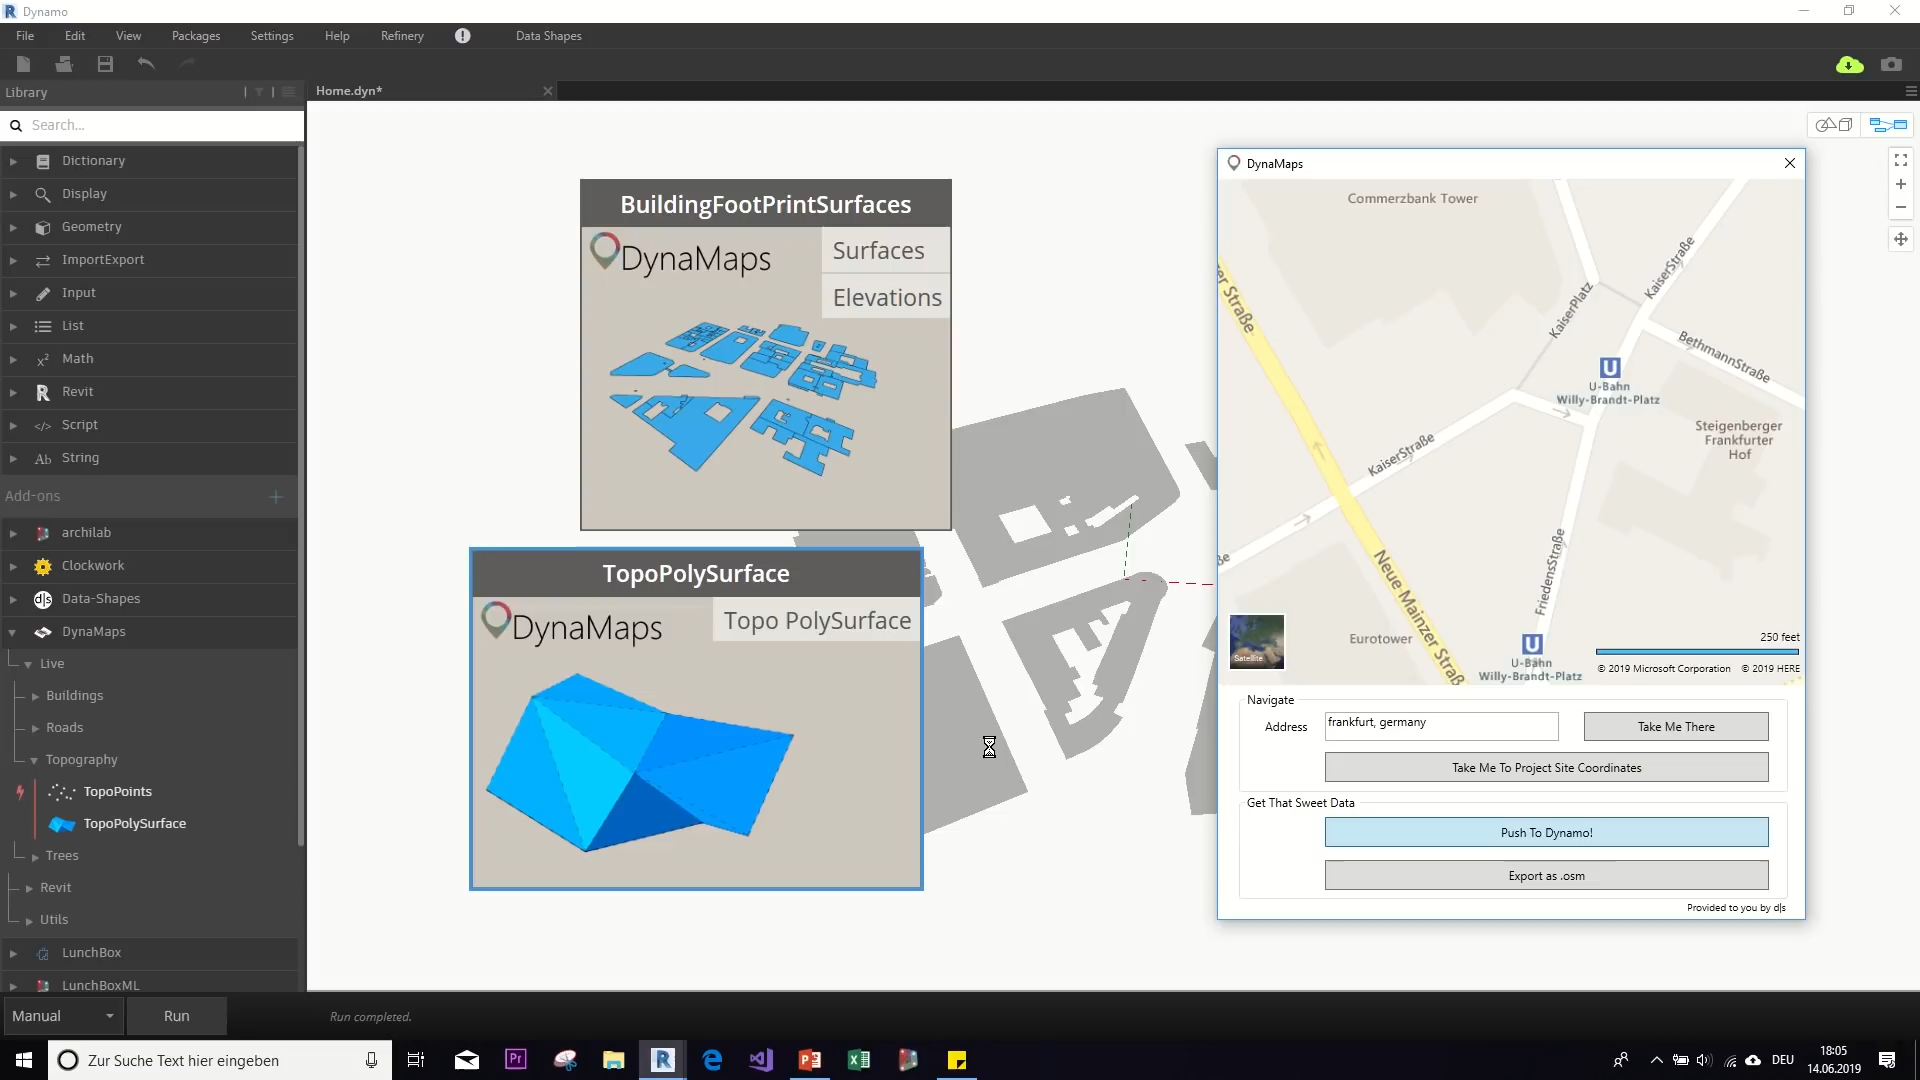 Dynamo
File Edit View Packages Settings Help Refinery Data Shapes
Library
Home.dyn*
Search...
Dictionary
Display
Geometry
ImportExport
Input
List
Math
Revit
Script
String
Add-ons
archilab
Clockwork
Data-Shapes
DynaMaps
Live
Buildings
Roads
Topography
TopoPoints
TopoPolySurface
Trees
Revit
Utils
LunchBox
LunchBoxML
BuildingFootPrintSurfaces
DynaMaps
Surfaces
Elevations
TopoPolySurface
DynaMaps
Topo PolySurface
DynaMaps
Commerzbank Tower
KaiserStraße
KaiserPlatz
er Straße
BethmannStraße
U
U-Bahn
Willy-Brandt-Platz
Steigenberger
Frankfurter
Hof
KaiserStraße
ße
FriedensStraße
Neue Mainzer Straß
Eurotower
U
U-Bahn
Willy-Brandt-Platz
Satellite
250 feet
© 2019 Microsoft Corporation © 2019 HERE
Navigate
Address
frankfurt, germany
Take Me There
Take Me To Project Site Coordinates
Get That Sweet Data
Push To Dynamo!
Export as .osm
Provided to you by d|s
Manual
Run
Run completed.
Zur Suche Text hier eingeben
DEU
18:05
14.06.2019